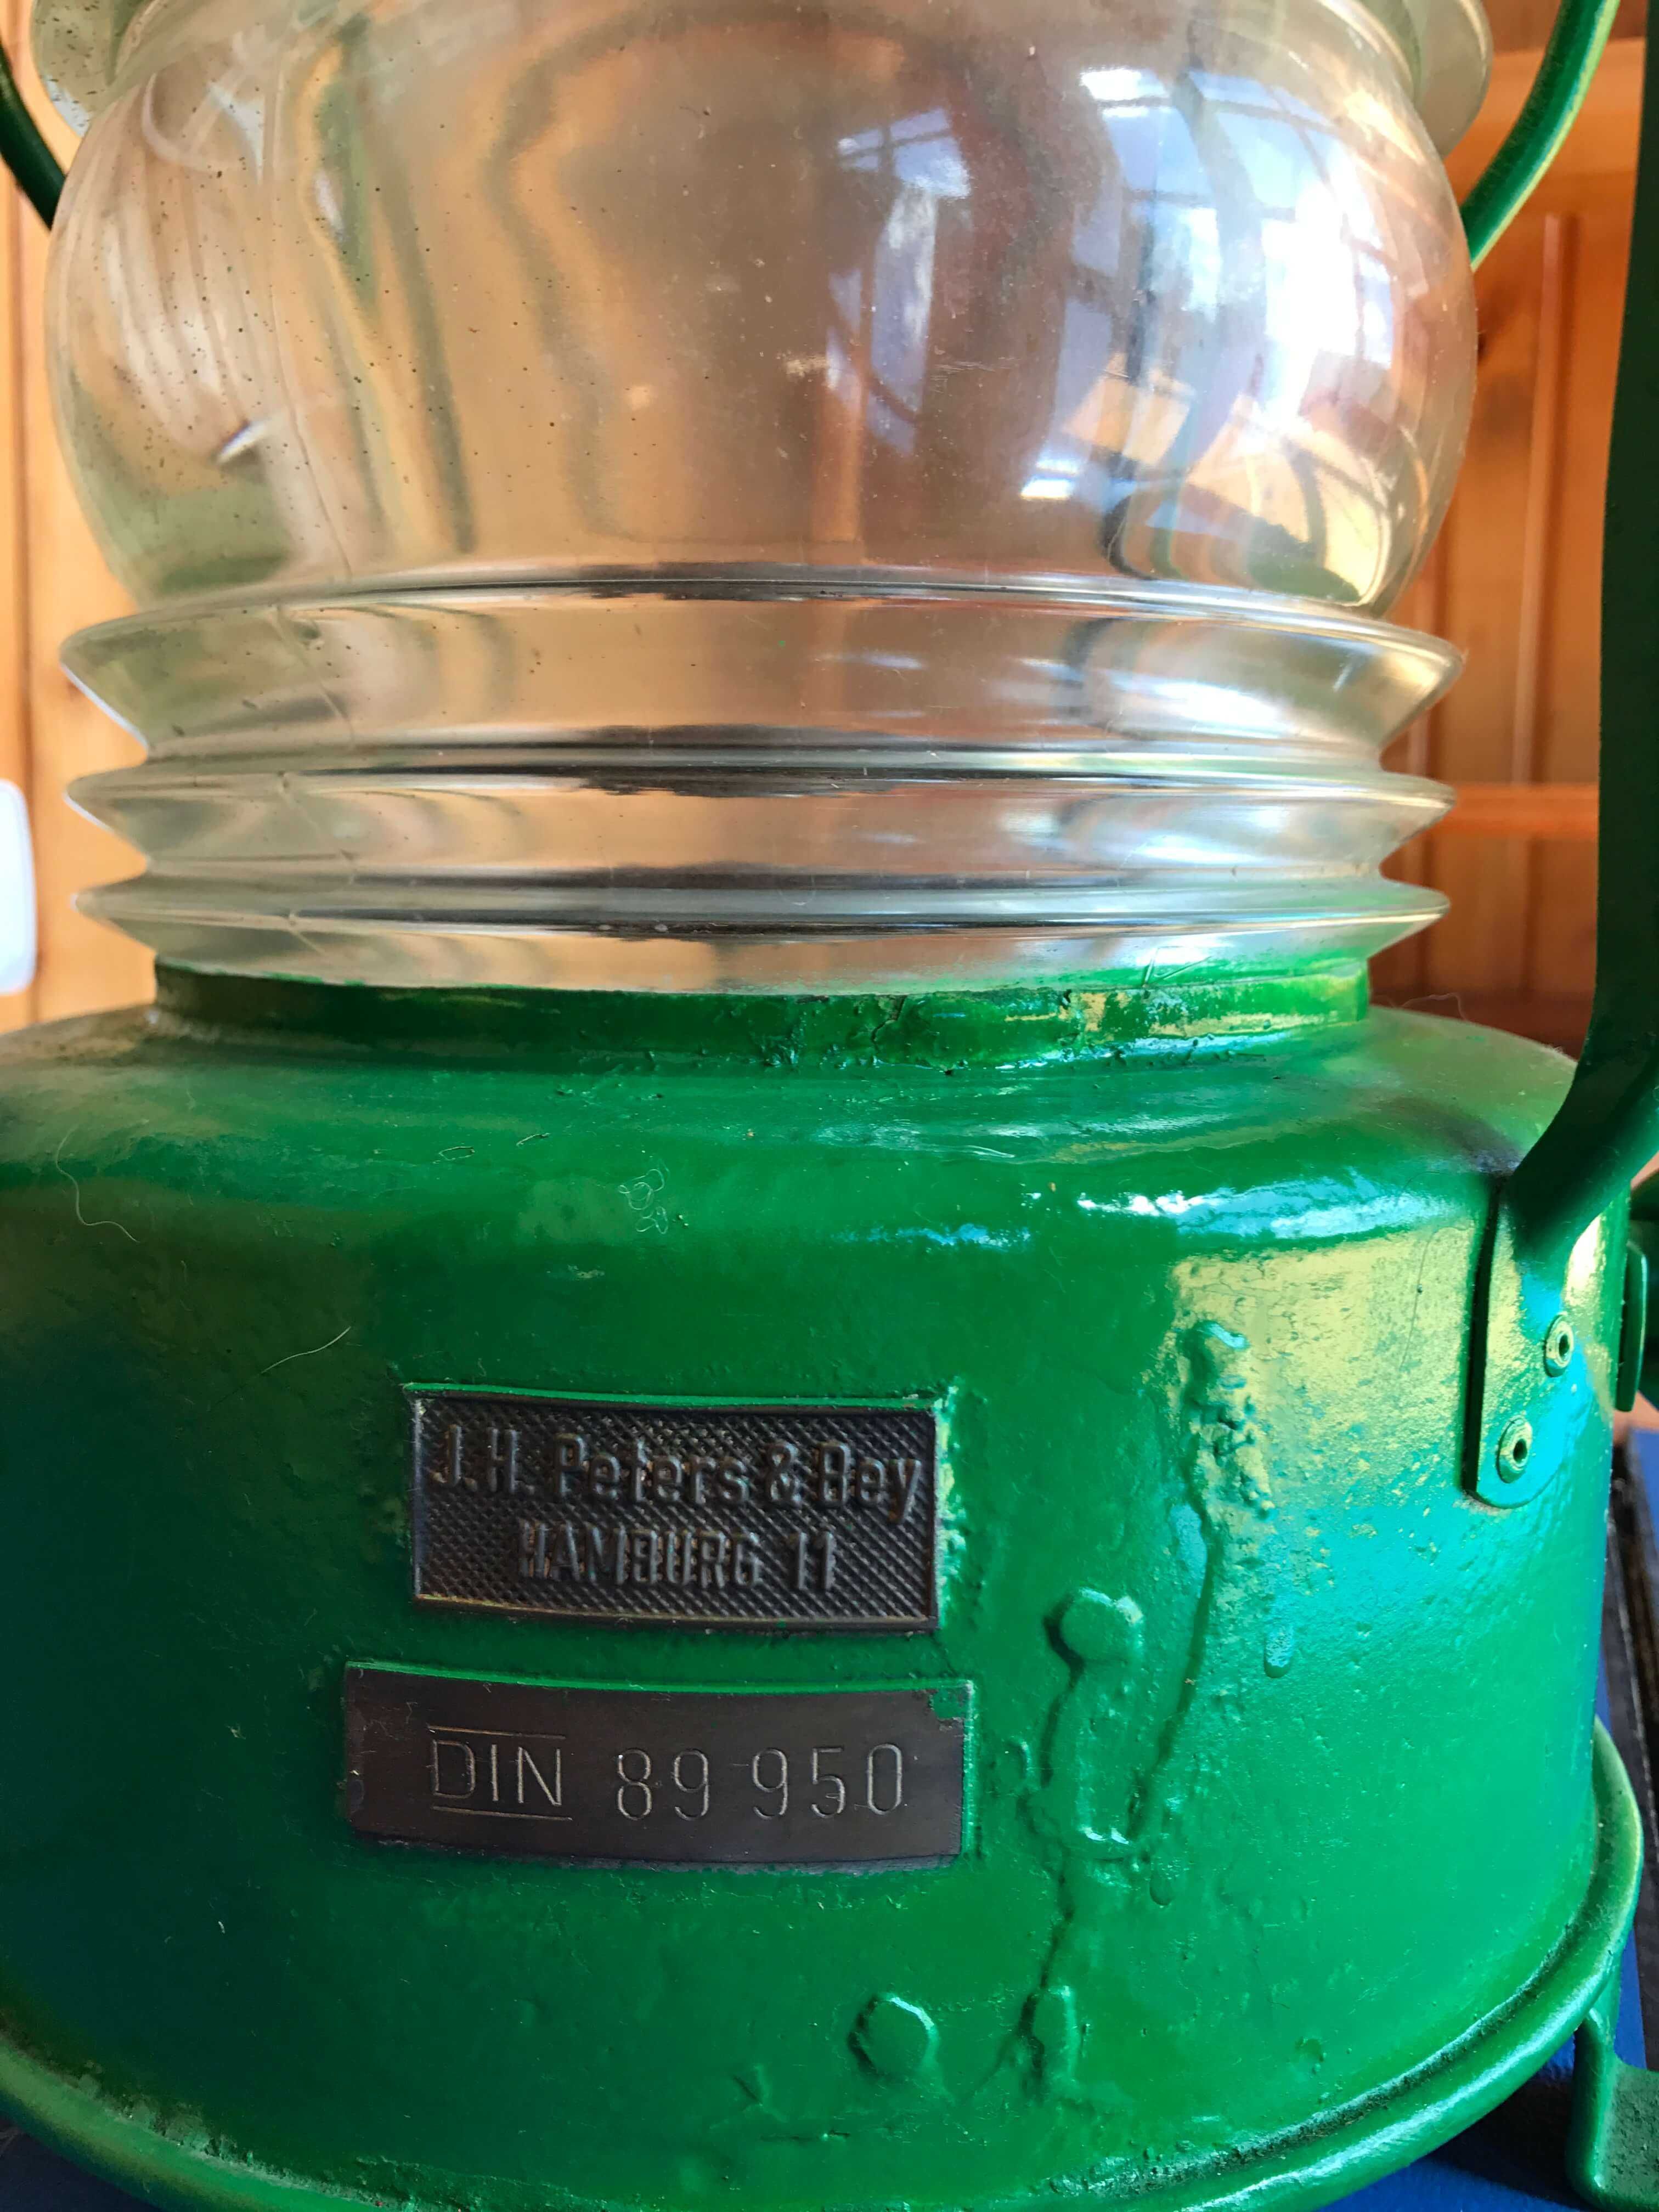 J.H. Peters & Bey
HAMBURG 11
DIN 89 950